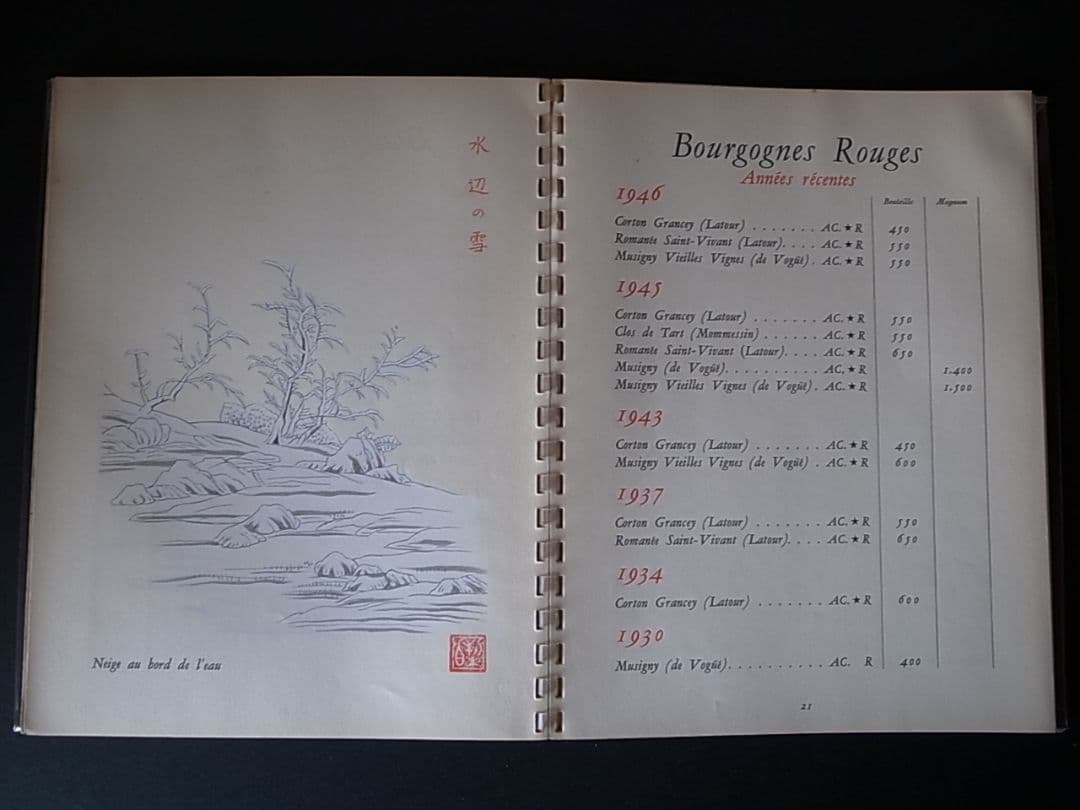 水辺の雪
Neige au bord de l'eau
Bourgognes Rouges
Années récentes
Bouteille Magnum
1946
Corton Grancey (Latour) . . . . . . . AC. ★ R 450
Romanée Saint-Vivant (Latour). . . . AC. ★ R 550
Musigny Vieilles Vignes (de Vogüé) . AC. ★ R 550
1945
Corton Grancey (Latour) . . . . . . . AC. ★ R 550
Clos de Tart (Mommessin) . . . . . . AC. ★ R 550
Romanée Saint-Vivant (Latour). . . . AC. ★ R 650
Musigny (de Vogüé). . . . . . . . . . AC. ★ R 1.400
Musigny Vieilles Vignes (de Vogüé) . AC. ★ R 1.500
1943
Corton Grancey (Latour) . . . . . . . AC. ★ R 450
Musigny Vieilles Vignes (de Vogüé) . AC. ★ R 600
1937
Corton Grancey (Latour) . . . . . . . AC. ★ R 550
Romanée Saint-Vivant (Latour). . . . AC. ★ R 650
1934
Corton Grancey (Latour) . . . . . . . AC. ★ R 600
1930
Musigny (de Vogüé). . . . . . . . . . AC. R 400
21